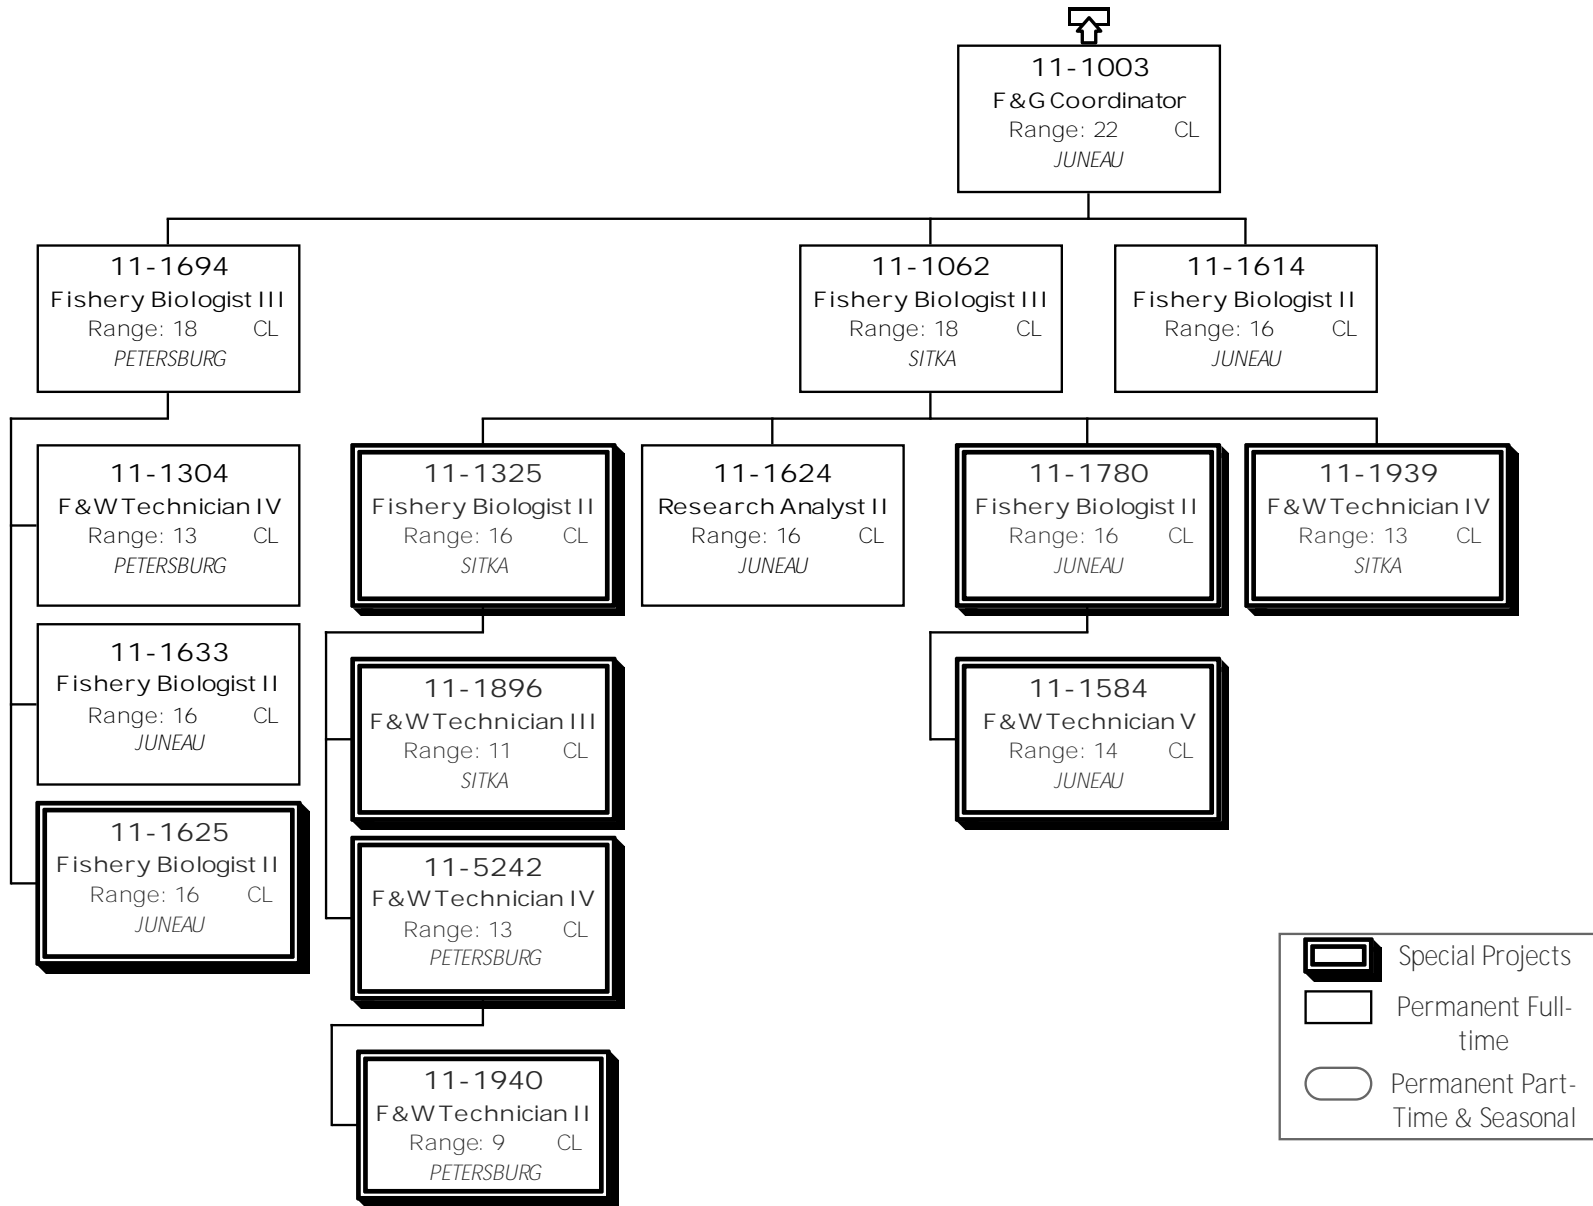 11-1003
F&G Coordinator
Range: 22 CL
JUNEAU
11-1694
Fishery Biologist III
Range: 18 CL
PETERSBURG
11-1062
Fishery Biologist III
Range: 18 CL
SITKA
11-1614
Fishery Biologist II
Range: 16 CL
JUNEAU
11-1304
F&W Technician IV
Range: 13 CL
PETERSBURG
11-1325
Fishery Biologist II
Range: 16 CL
SITKA
11-1624
Research Analyst II
Range: 16 CL
JUNEAU
11-1780
Fishery Biologist II
Range: 16 CL
JUNEAU
11-1939
F&W Technician IV
Range: 13 CL
SITKA
11-1633
Fishery Biologist II
Range: 16 CL
JUNEAU
11-1896
F&W Technician III
Range: 11 CL
SITKA
11-1584
F&W Technician V
Range: 14 CL
JUNEAU
11-1625
Fishery Biologist II
Range: 16 CL
JUNEAU
11-5242
F&W Technician IV
Range: 13 CL
PETERSBURG
11-1940
F&W Technician II
Range: 9 CL
PETERSBURG
Special Projects
Permanent Full-
time
Permanent Part-
Time & Seasonal